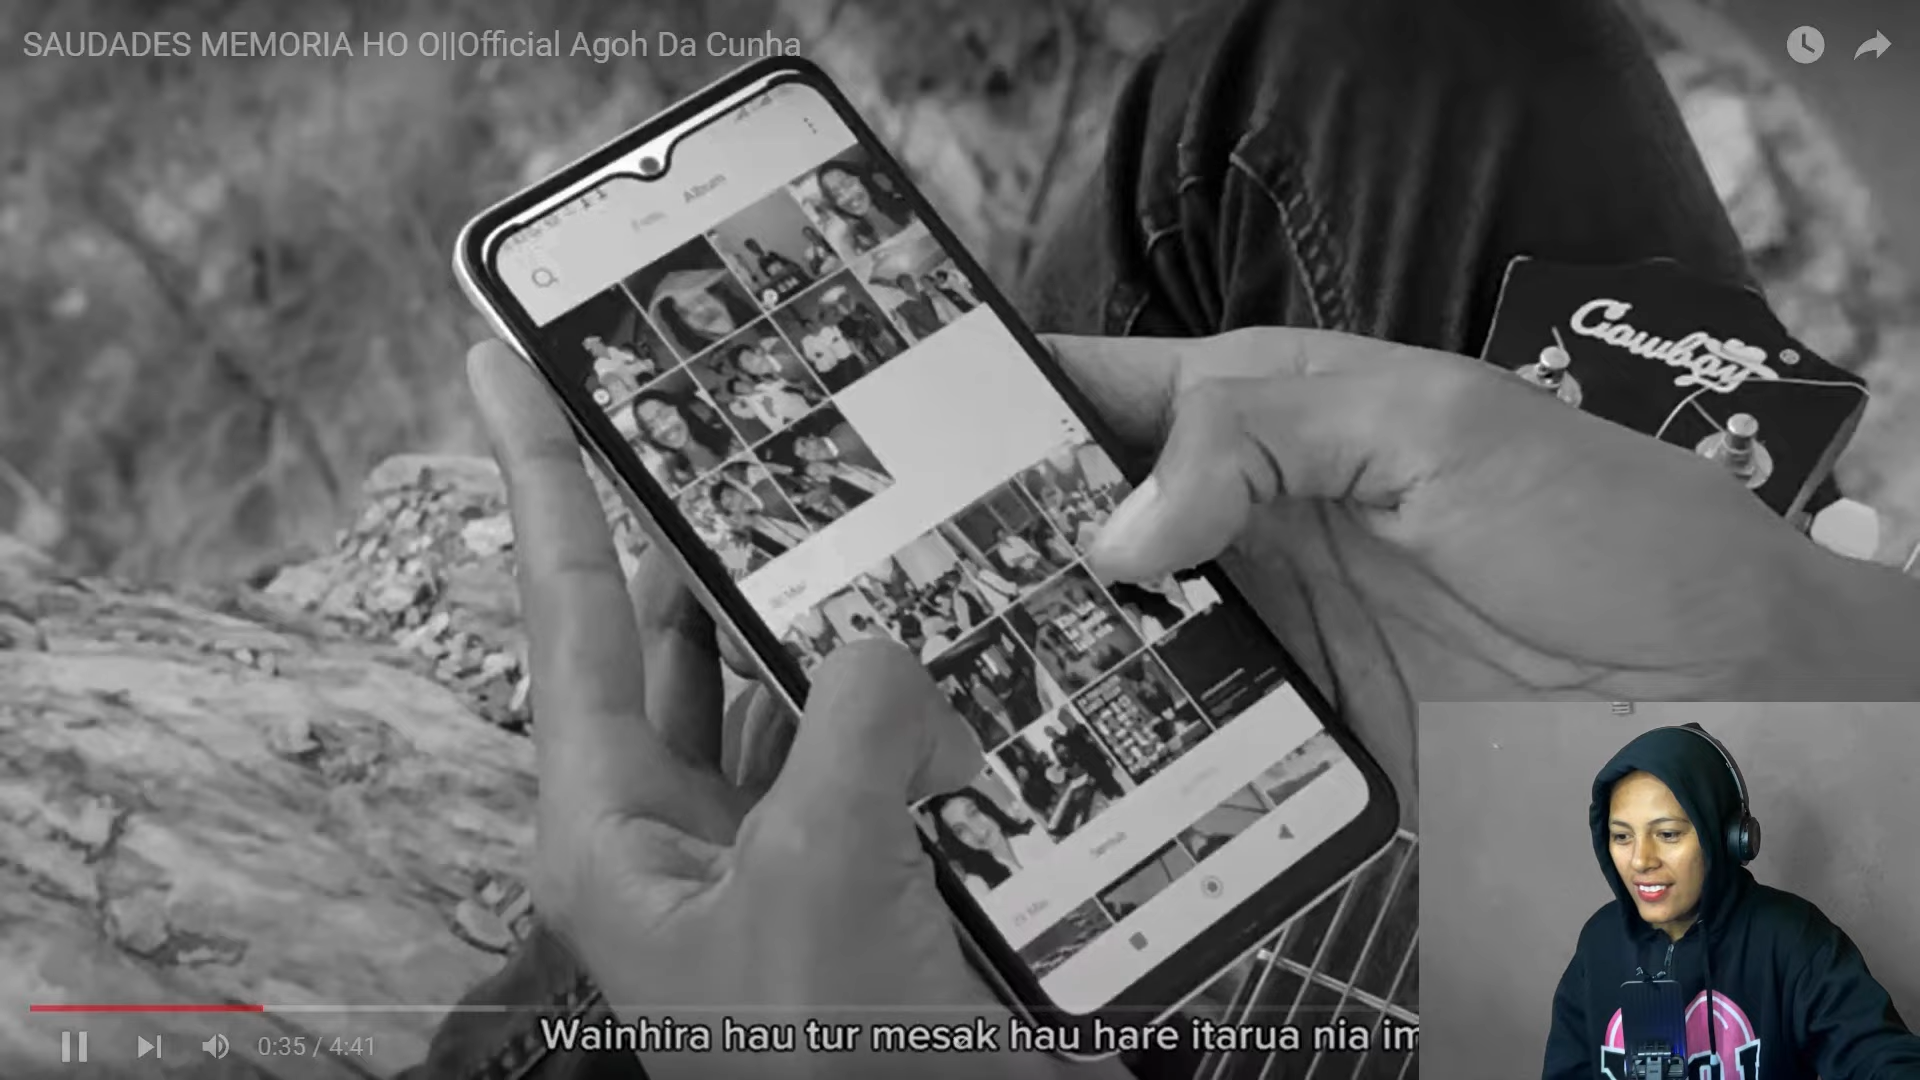 SAUDADES MEMORIA HO O||Official Agoh Da Cunha
Album
Cowboy
Wainhira hau tur mesak hau hare itarua nia im
0:35 / 4:41